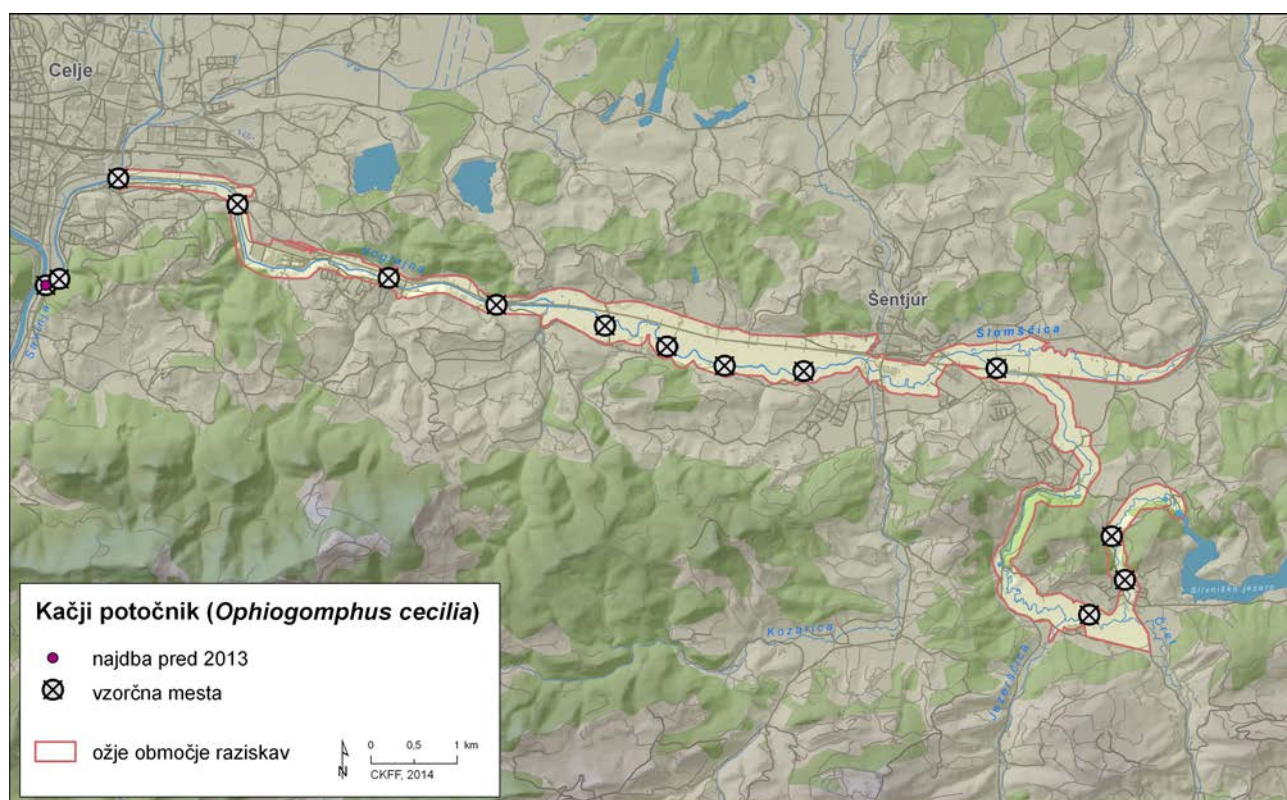 Celje
Voglajna
Savinja
Šentjur
Slomščica
Slivniško jezero
Čret
Kozarica
Jezerščica
Kačji potočnik (Ophiogomphus cecilia)
najdba pred 2013
vzorčna mesta
ožje območje raziskav
N
0 0,5 1 km
CKFF, 2014